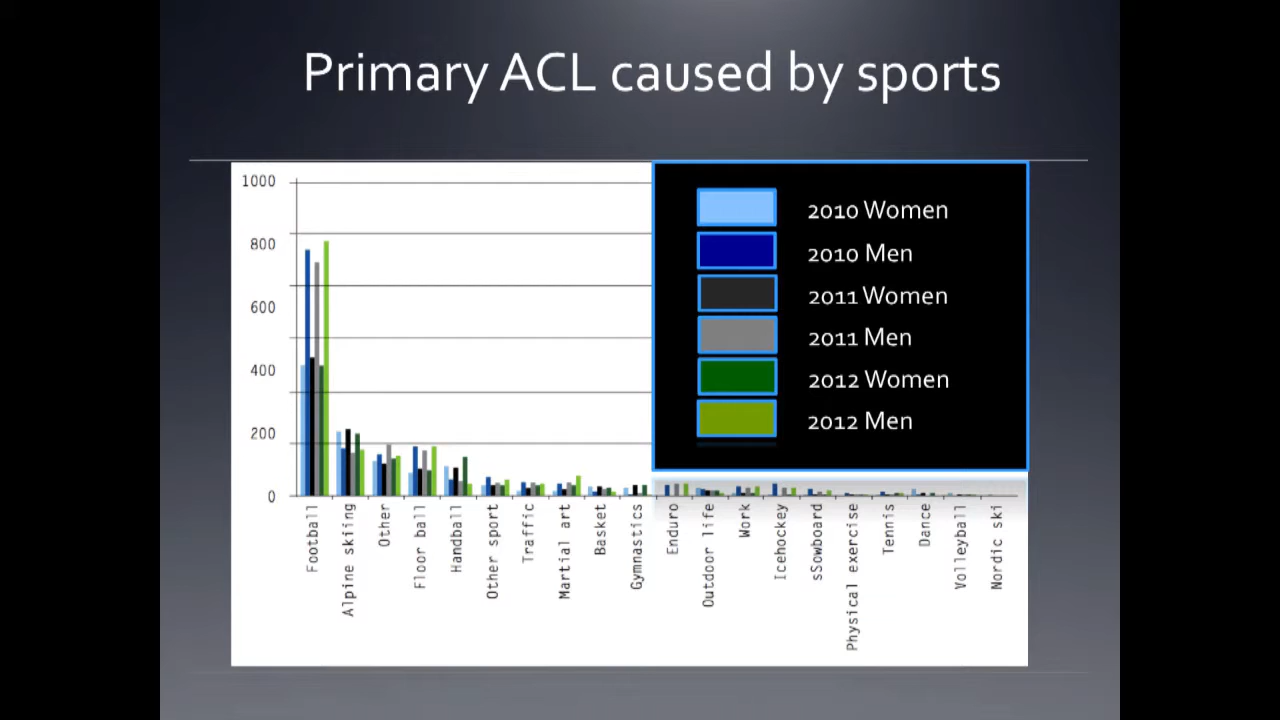 Primary ACL caused by sports
1000
800
600
400
200
0
2010 Women
2010 Men
2011 Women
2011 Men
2012 Women
2012 Men
Football
Alpine skiing
Other
Floor ball
Handball
Other sport
Traffic
Martial art
Basket
Gymnastics
Enduro
Outdoor life
Work
Icehockey
sSowboard
Physical exercise
Tennis
Dance
Volleyball
Nordic ski